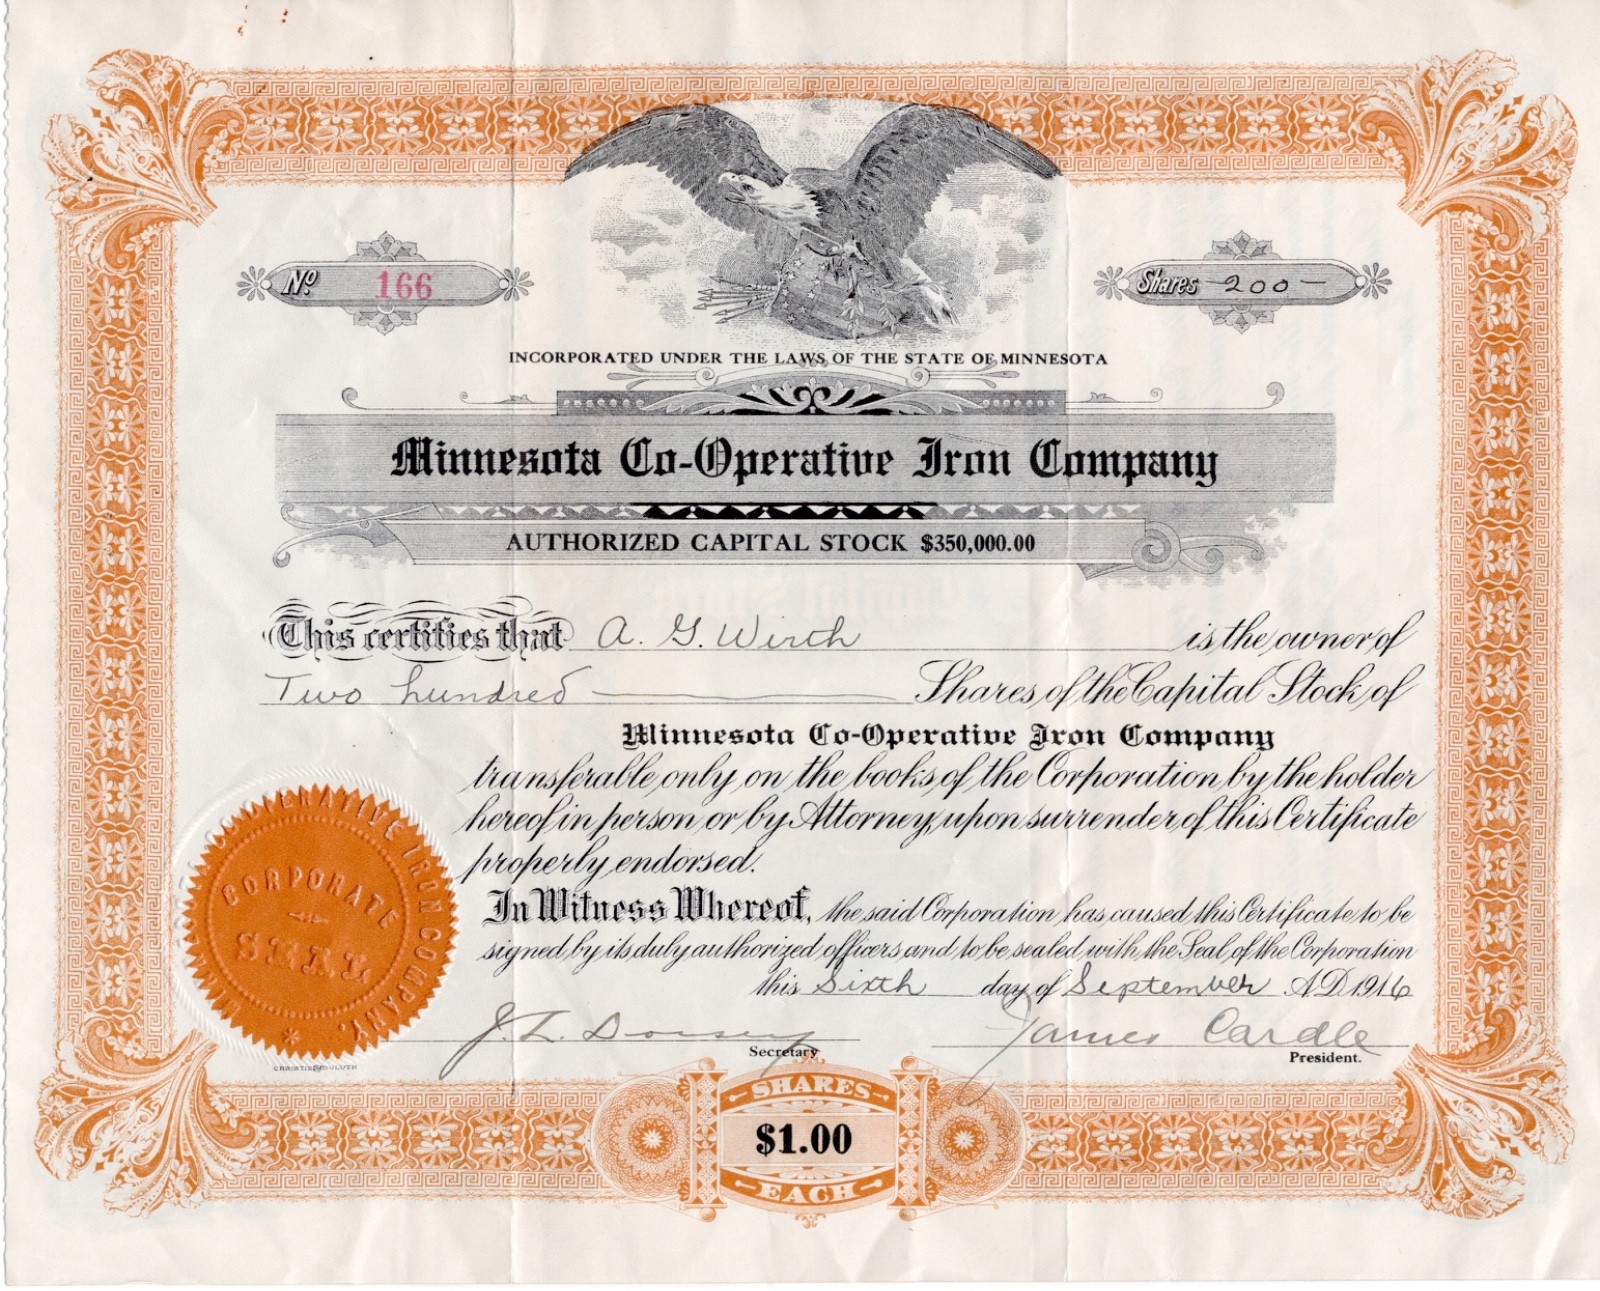 No. 166
Shares 200-
INCORPORATED UNDER THE LAWS OF THE STATE OF MINNESOTA
Minnesota Co-Operative Iron Company
AUTHORIZED CAPITAL STOCK $350,000.00
This certifies that A. G. Wirth is the owner of
Two hundred Shares of the Capital Stock of
Minnesota Co-Operative Iron Company
transferable only on the books of the Corporation by the holder
hereof in person or by Attorney, upon surrender of this Certificate
properly endorsed.
In Witness Whereof, the said Corporation has caused this Certificate to be
signed by its duly authorized officers and to be sealed with the Seal of the Corporation
this Sixth day of September A.D. 1916
J. L. Dorsey James Cardle
Secretary President.
CO-OPERATIVE IRON COMPANY.
CORPORATE
SEAL
SHARES
$1.00
EACH